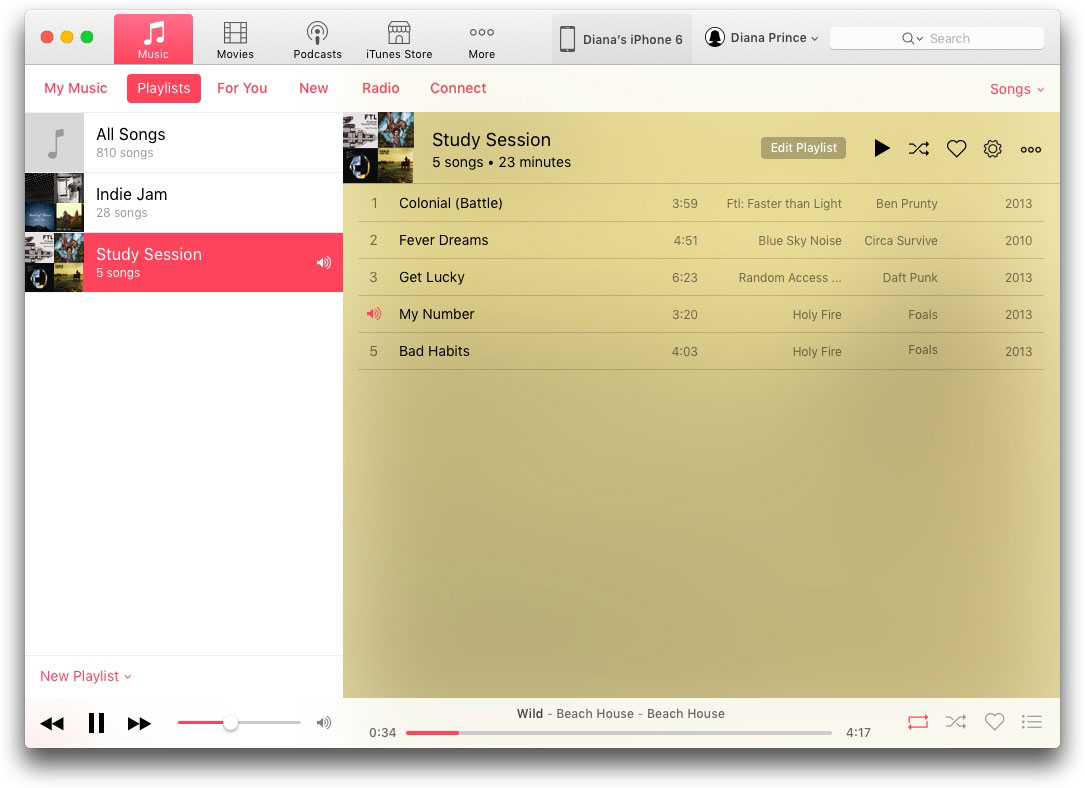 Music
Movies
Podcasts
iTunes Store
More
Diana's iPhone 6
Diana Prince
Search
My Music
Playlists
For You
New
Radio
Connect
Songs
All Songs
810 songs
Indie Jam
28 songs
FTL
Study Session
5 songs
FTL
Study Session
5 songs • 23 minutes
Edit Playlist
1 Colonial (Battle) 3:59 Ftl: Faster than Light Ben Prunty 2013
2 Fever Dreams 4:51 Blue Sky Noise Circa Survive 2010
3 Get Lucky 6:23 Random Access ... Daft Punk 2013
My Number 3:20 Holy Fire Foals 2013
5 Bad Habits 4:03 Holy Fire Foals 2013
New Playlist
Wild - Beach House - Beach House
0:34
4:17